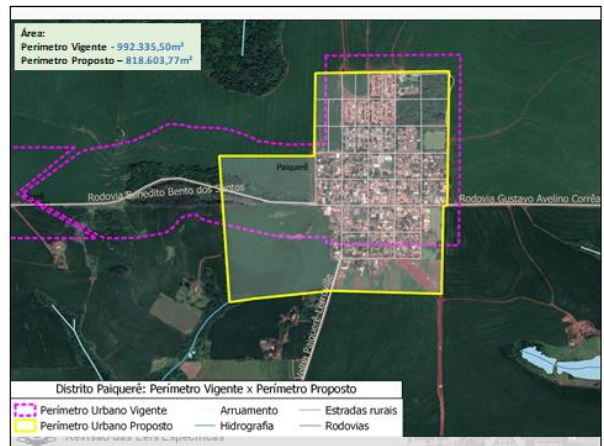 Área:
Perímetro Vigente - 992.335,50m²
Perímetro Proposto – 818.603,77m²
Paiquerê
Rodovia Benedito Bento dos Santos
Rodovia Gustavo Avelino Corrêa
Paiquerê-Irerê
Distrito Paiquerê: Perímetro Vigente x Perímetro Proposto
Perímetro Urbano Vigente
Arruamento
Estradas rurais
Perímetro Urbano Proposto
Hidrografia
Rodovias
Revisão das Leis Específicas